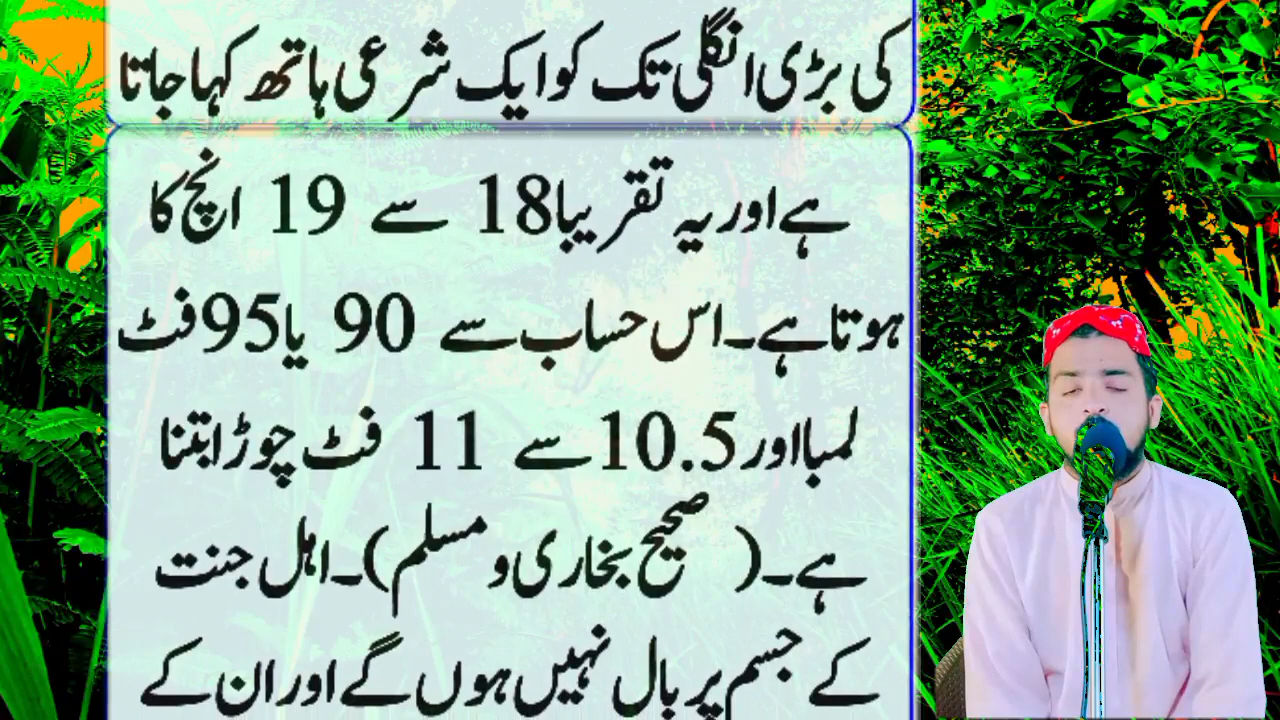 کی بڑی انگلی تک کو ایک شرعی ہاتھ کہا جاتا
ہے اور یہ تقریبا 18 سے 19 انچ کا
ہوتا ہے۔ اس حساب سے 90 یا 95 فٹ
لمبا اور 10.5 سے 11 فٹ چوڑا بتنا
ہے۔ (صحیح بخاری و مسلم)۔ اہل جنت
کے جسم پر بال نہیں ہوں گے اور ان کے